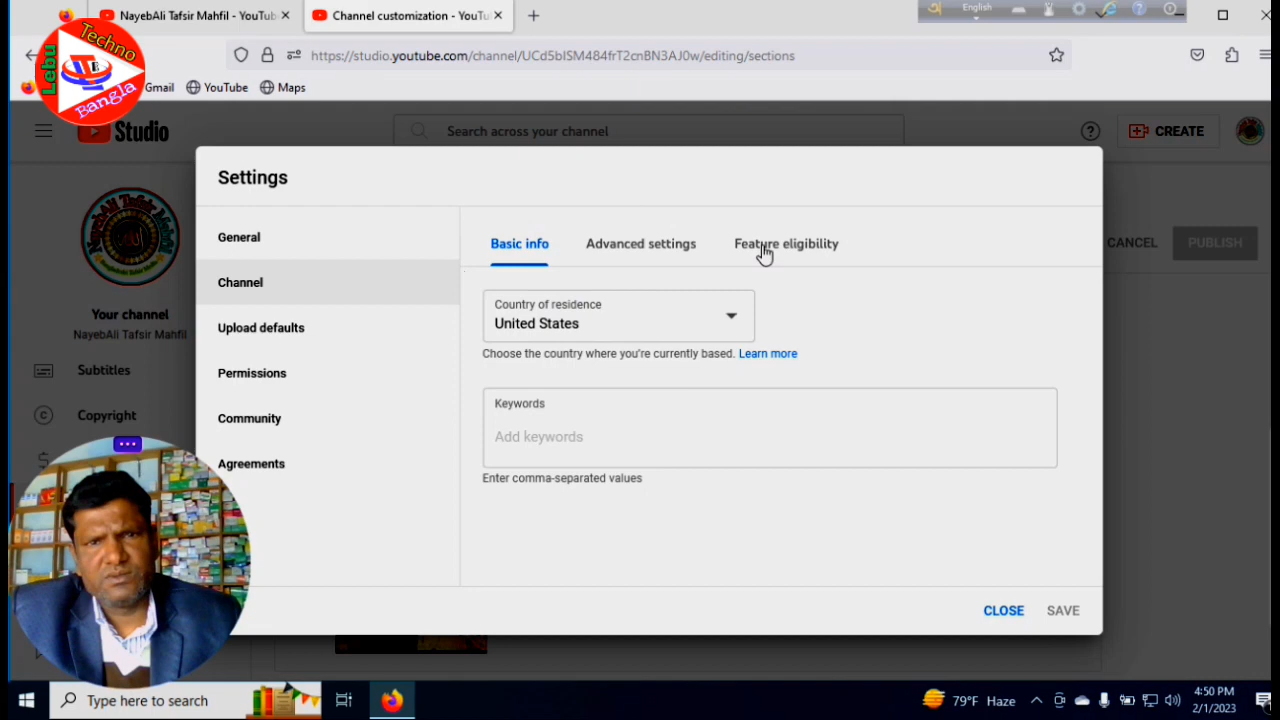 NayebAli Tafsir Mahfil - YouTub
Channel customization - YouTu
English
https://studio.youtube.com/channel/UCd5bISM484frT2cnBN3AJ0w/editing/sections
Lebu Techno Bangla
Gmail
YouTube
Maps
Studio
Search across your channel
CREATE
Settings
NayebAli Tafsir Mahfil
Your channel
NayebAli Tafsir Mahfil
Subtitles
Copyright
General
Channel
Upload defaults
Permissions
Community
Agreements
Basic info
Advanced settings
Feature eligibility
CANCEL
PUBLISH
Country of residence
United States
Choose the country where you're currently based. Learn more
Keywords
Add keywords
Enter comma-separated values
CLOSE
SAVE
Type here to search
79°F Haze
4:50 PM
2/1/2023